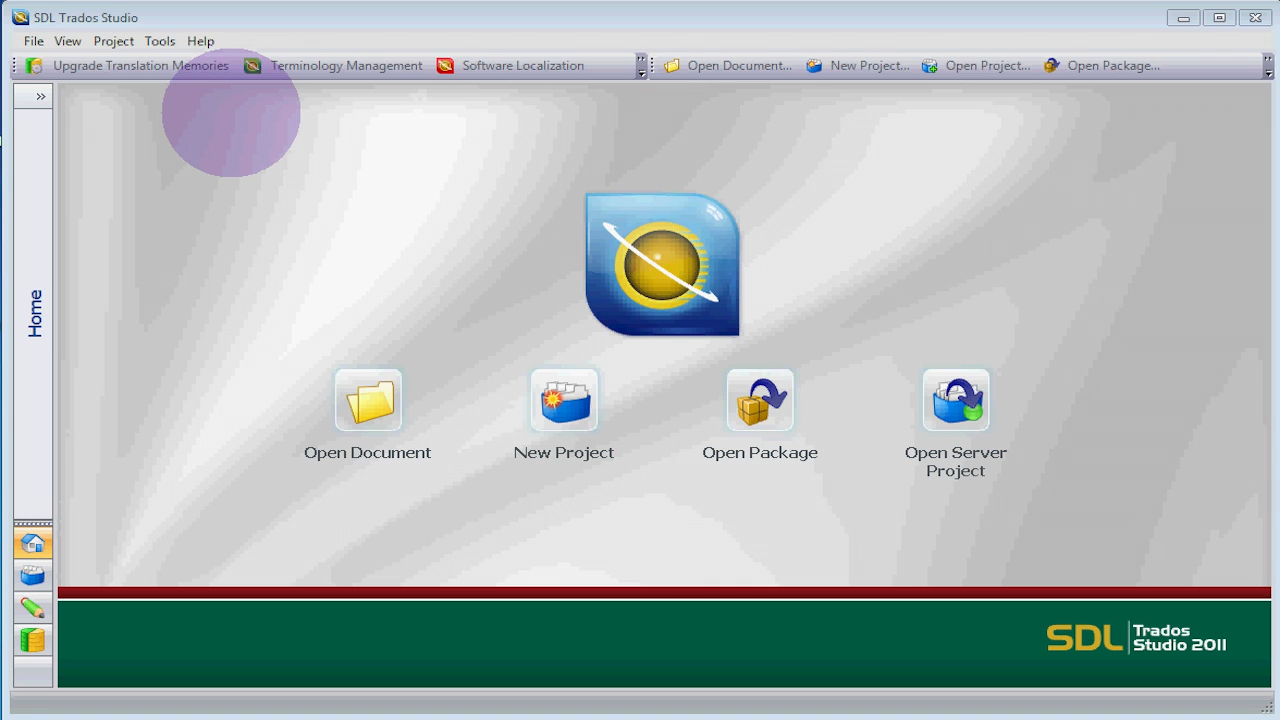 SDL Trados Studio
File View Project Tools Help
Upgrade Translation Memories Terminology Management Software Localization Open Document... New Project... Open Project... Open Package...
»
Home
Open Document New Project Open Package Open Server
Project
SDL Trados
Studio 2011